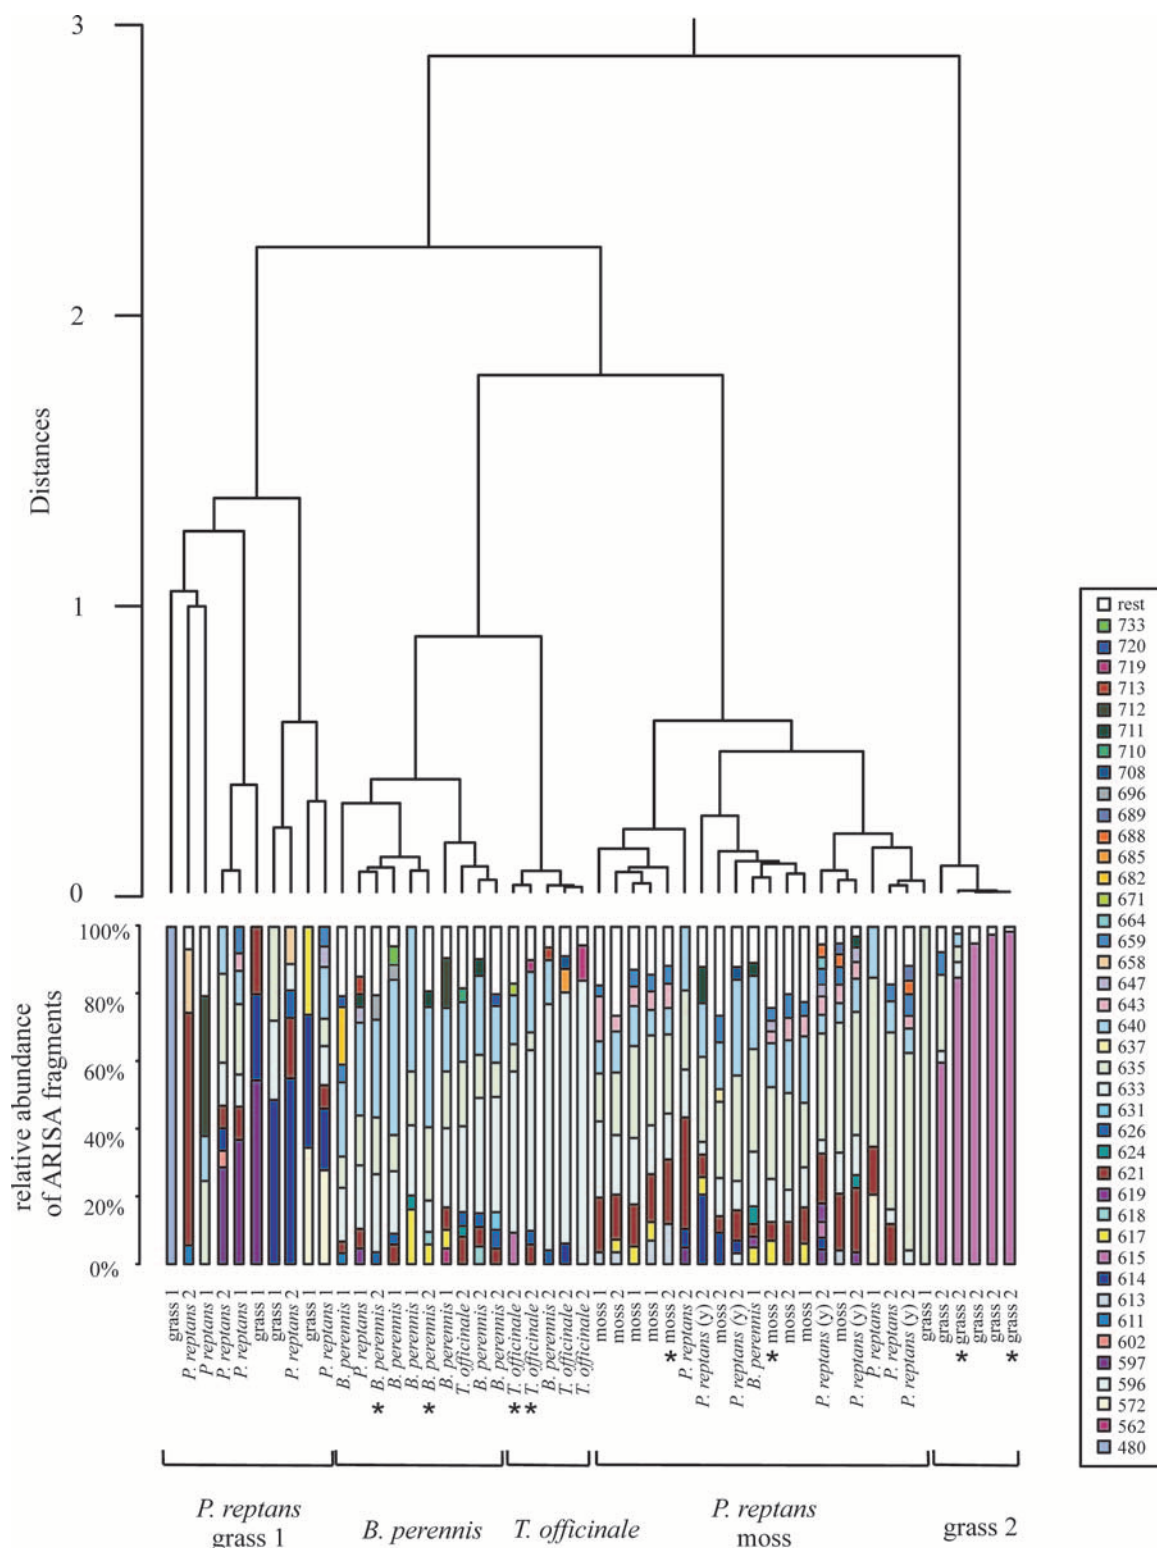 3
2
1
0
Distances
100%
80%
60%
40%
20%
0%
relative abundance
of ARISA fragments
grass 1
P. reptans 2
P reptans 1
P. reptans 2
P. reptans 1
grass 1
grass 1
P. reptans 2
grass 1
P. reptans 1
B. perennis 1
P. reptans 1
B. perennis 2
B. perennis 1
B. perennis 1
B. perennis 2
B. perennis 1
T. officinale 2
B. perennis 2
B. perennis 2
T. officinale 2
T. officinale 2
B. perennis 2
T. officinale 2
T. officinale 2
moss 1
moss 2
moss 1
moss 1
moss 2
P. reptans 2
P. reptans (y) 2
moss 2
P. reptans (y) 2
B. perennis 1
moss 2
moss 2
moss 1
P. reptans (y) 2
moss 1
P. reptans (y) 2
P. reptans 1
P. reptans 2
P. reptans (y) 2
grass 1
grass 2
grass 2
grass 2
grass 2
grass 2
* * * * * * * *
P. reptans
grass 1
B. perennis
T. officinale
P. reptans
moss
grass 2
rest
733
720
719
713
712
711
710
708
696
689
688
685
682
671
664
659
658
647
643
640
637
635
633
631
626
624
621
619
618
617
615
614
613
611
602
597
596
572
562
480